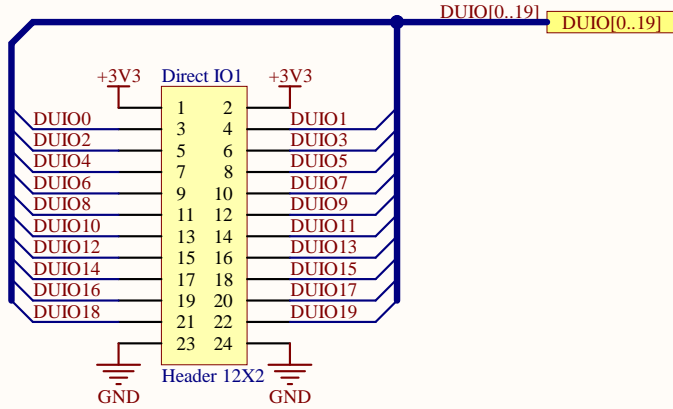 DUIO[0..19] DUIO[0..19]
+3V3 Direct IO1 +3V3
1 2
DUIO0 3 4 DUIO1
DUIO2 5 6 DUIO3
DUIO4 7 8 DUIO5
DUIO6 9 10 DUIO7
DUIO8 11 12 DUIO9
DUIO10 13 14 DUIO11
DUIO12 15 16 DUIO13
DUIO14 17 18 DUIO15
DUIO16 19 20 DUIO17
DUIO18 21 22 DUIO19
23 24
Header 12X2
GND GND